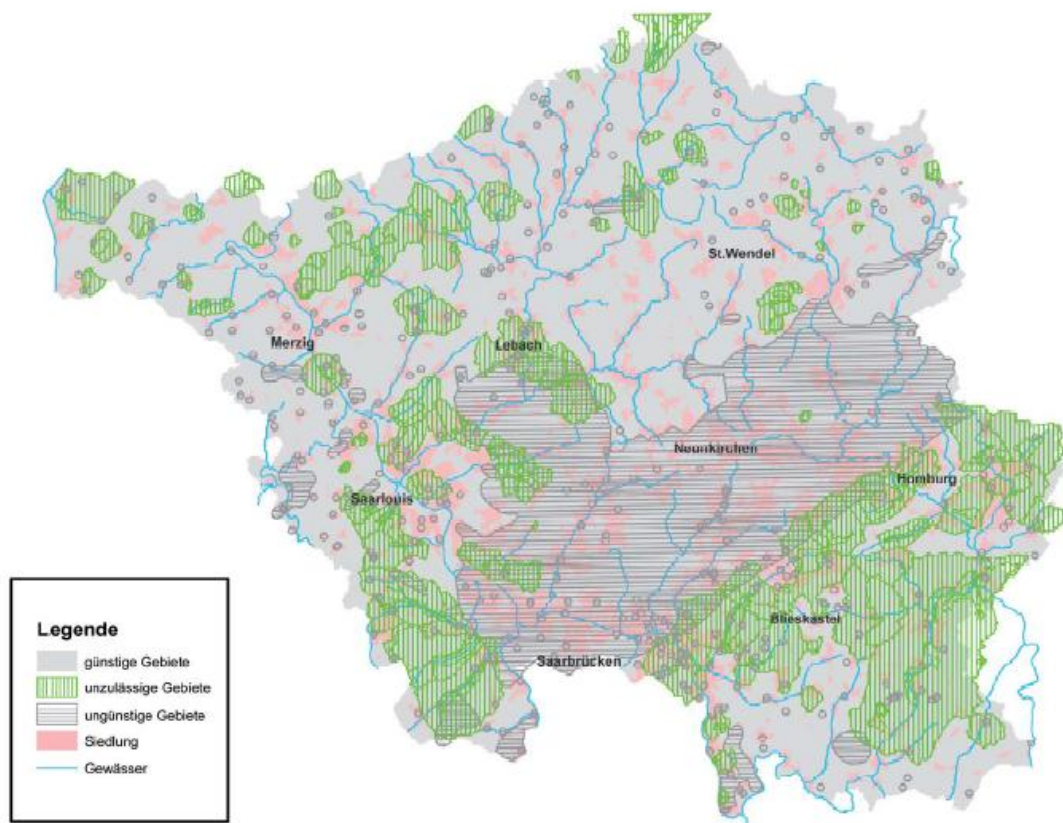 St.Wendel
Merzig
Lebach
Neunkirchen
Homburg
Saarlouis
Blieskastel
Saarbrücken
Legende
günstige Gebiete
unzulässige Gebiete
ungünstige Gebiete
Siedlung
Gewässer